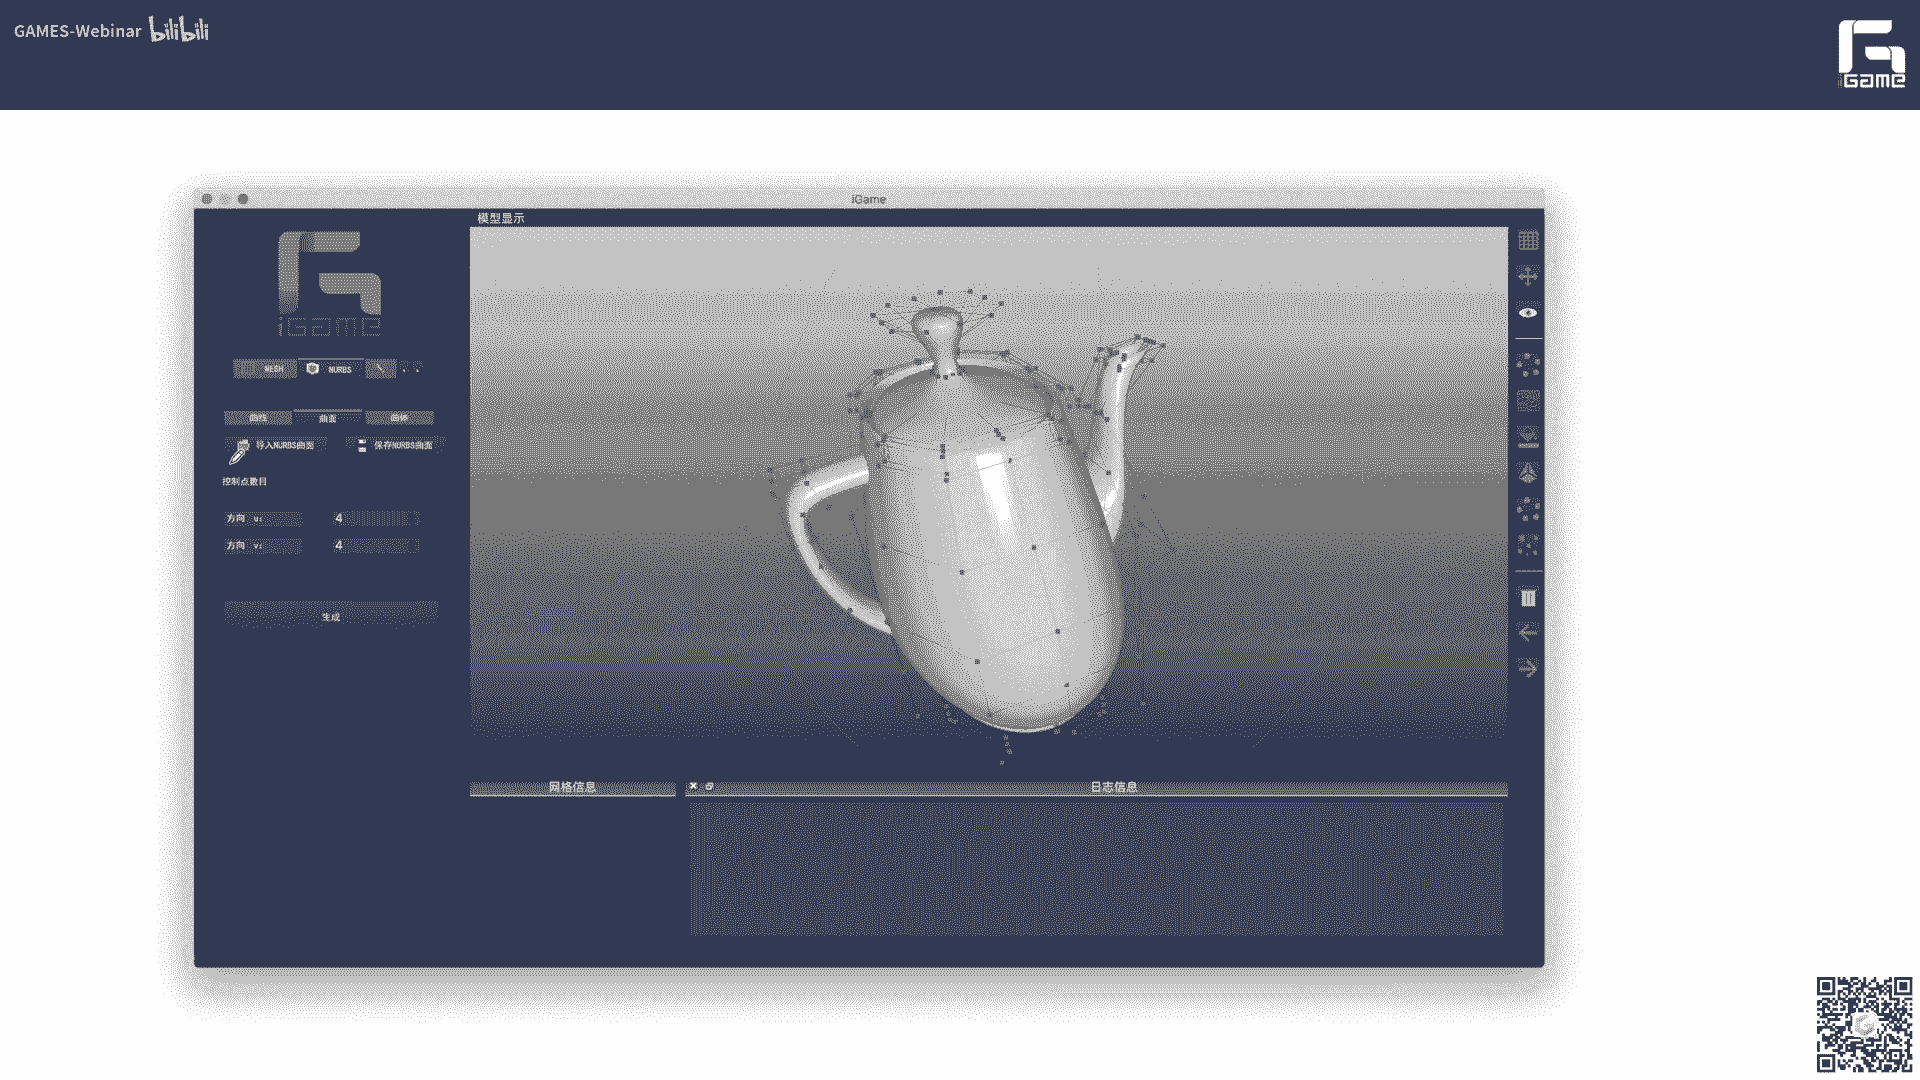 GAMES-Webinar bilibili
iGame
iGame
模型显示
iGame
MESH
NURBS
曲线
曲面
曲体
导入NURBS曲面
保存NURBS曲面
控制点数目
方向 u: 4
方向 v: 4
生成
网格信息
日志信息